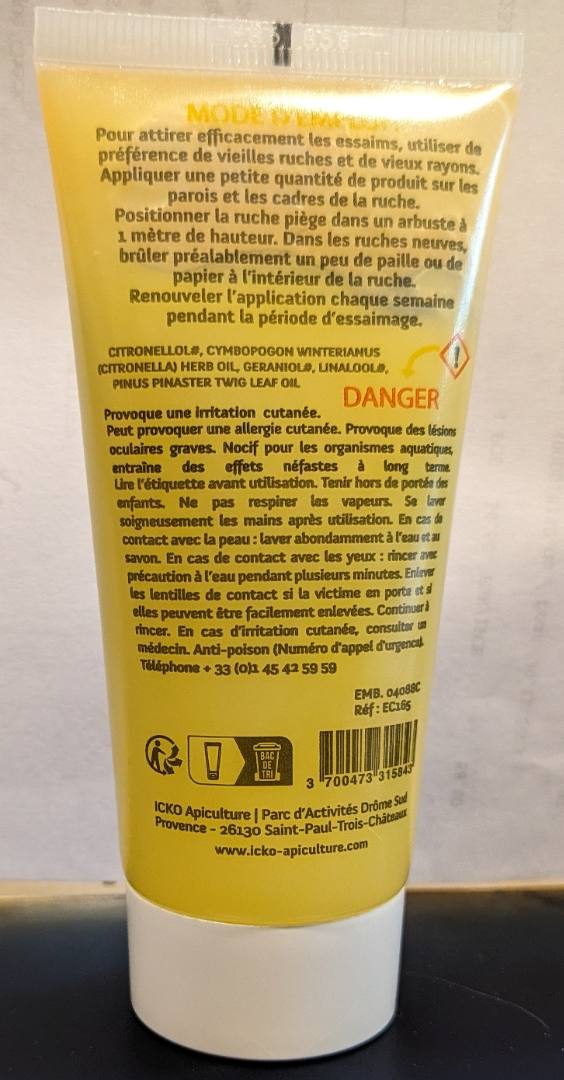 MODE D'EMPLOI
Pour attirer efficacement les essaims, utiliser de
préférence de vieilles ruches et de vieux rayons.
Appliquer une petite quantité de produit sur les
parois et les cadres de la ruche.
Positionner la ruche piège dans un arbuste à
1 mètre de hauteur. Dans les ruches neuves,
brûler préalablement un peu de paille ou de
papier à l'intérieur de la ruche.
Renouveler l'application chaque semaine
pendant la période d'essaimage.
CITRONELLOL#, CYMBOPOGON WINTERIANUS
(CITRONELLA) HERB OIL, GERANIOL#, LINALOOL#,
PINUS PINASTER TWIG LEAF OIL
DANGER
Provoque une irritation cutanée.
Peut provoquer une allergie cutanée. Provoque des lésions
oculaires graves. Nocif pour les organismes aquatiques,
entraîne des effets néfastes à long terme.
Lire l'étiquette avant utilisation. Tenir hors de portée des
enfants. Ne pas respirer les vapeurs. Se laver
soigneusement les mains après utilisation. En cas de
contact avec la peau : laver abondamment à l'eau et au
savon. En cas de contact avec les yeux : rincer avec
précaution à l'eau pendant plusieurs minutes. Enlever
les lentilles de contact si la victime en porte et si
elles peuvent être facilement enlevées. Continuer à
rincer. En cas d'irritation cutanée, consulter un
médecin. Anti-poison (Numéro d'appel d'urgence).
Téléphone + 33 (0)1 45 42 59 59
EMB. 04088C
Réf : EC165
BAC
DE
TRI
3 700473 315843
ICKO Apiculture | Parc d'Activités Drôme Sud
Provence - 26130 Saint-Paul-Trois-Châteaux
www.icko-apiculture.com